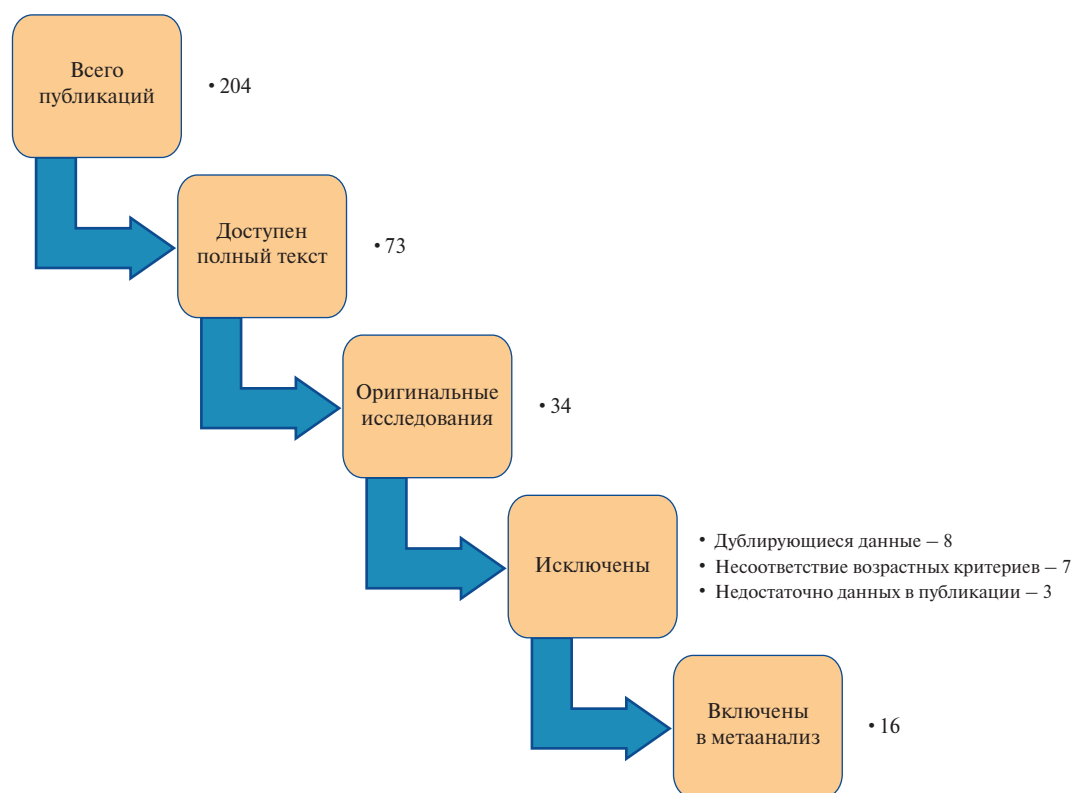 Всего
публикаций
• 204
Доступен
полный текст
• 73
Оригинальные
исследования
• 34
Исключены
• Дублирующиеся данные – 8
• Несоответствие возрастных критериев – 7
• Недостаточно данных в публикации – 3
Включены
в метаанализ
• 16